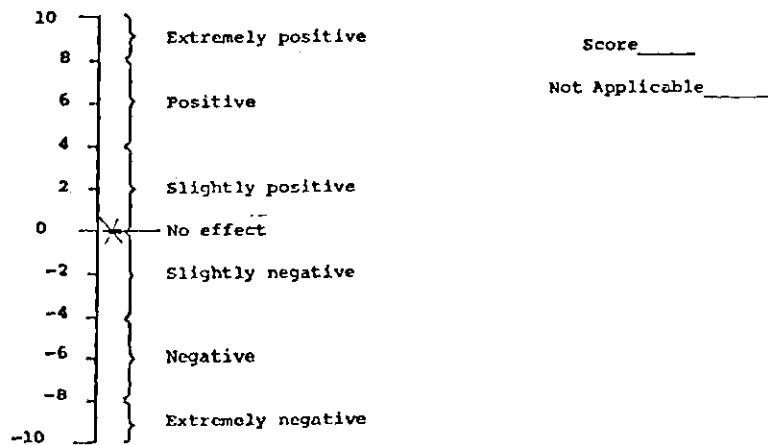 10
Extremely positive
Score_____
8
Not Applicable_____
6
Positive
4
2
Slightly positive
0
No effect
-2
Slightly negative
-4
-6
Negative
-8
Extremely negative
-10